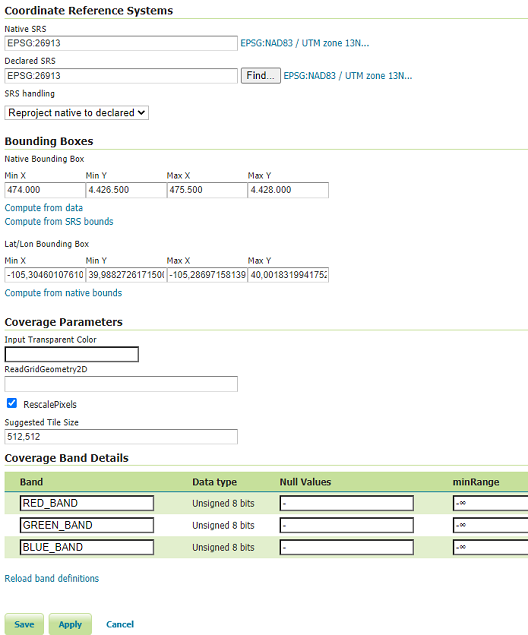 Coordinate Reference Systems
Native SRS
EPSG:26913 EPSG:NAD83 / UTM zone 13N...
Declared SRS
EPSG:26913 Find... EPSG:NAD83 / UTM zone 13N...
SRS handling
Reproject native to declared
Bounding Boxes
Native Bounding Box
Min X Min Y Max X Max Y
474.000 4.426.500 475.500 4.428.000
Compute from data
Compute from SRS bounds
Lat/Lon Bounding Box
Min X Min Y Max X Max Y
-105,30460107610 39,9882726171500 -105,28697158139 40,0018319941752
Compute from native bounds
Coverage Parameters
Input Transparent Color
ReadGridGeometry2D
RescalePixels
Suggested Tile Size
512,512
Coverage Band Details
Band Data type Null Values minRange
RED_BAND Unsigned 8 bits - -∞
GREEN_BAND Unsigned 8 bits - -∞
BLUE_BAND Unsigned 8 bits - -∞
Reload band definitions
Save Apply Cancel